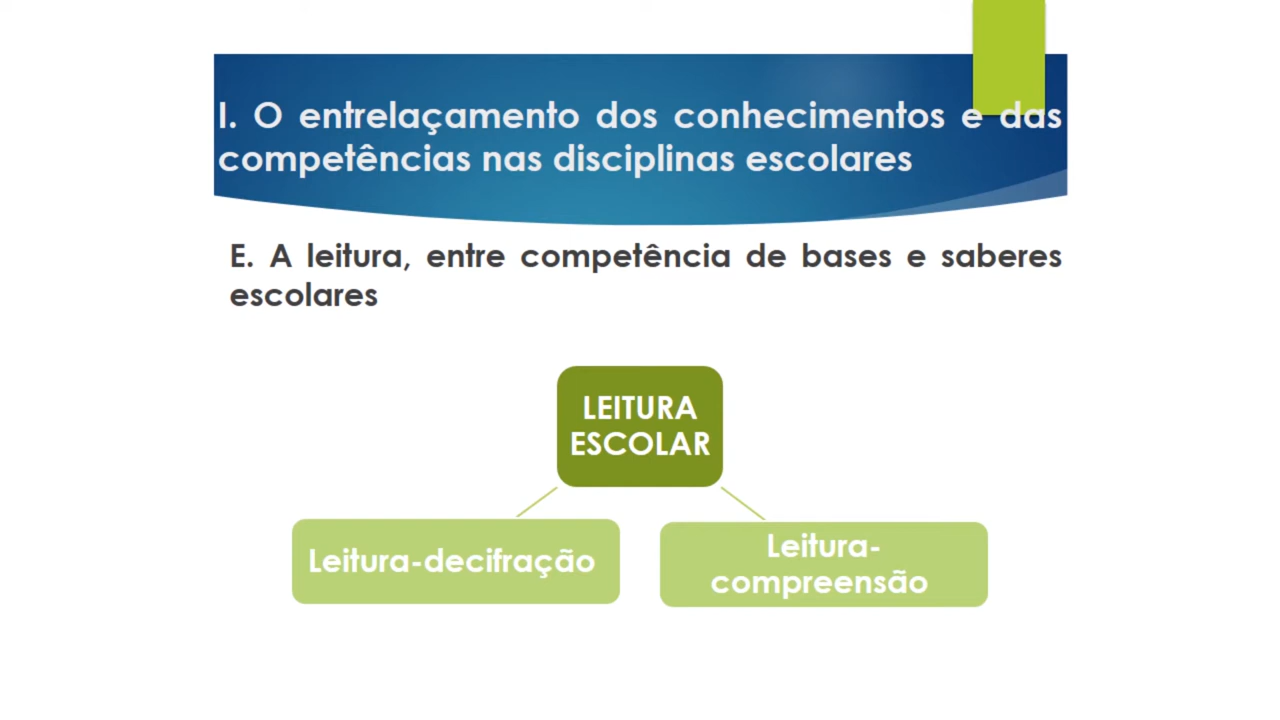 I. O entrelaçamento dos conhecimentos e das
competências nas disciplinas escolares
E. A leitura, entre competência de bases e saberes
escolares
LEITURA
ESCOLAR
Leitura-decifração
Leitura-
compreensão